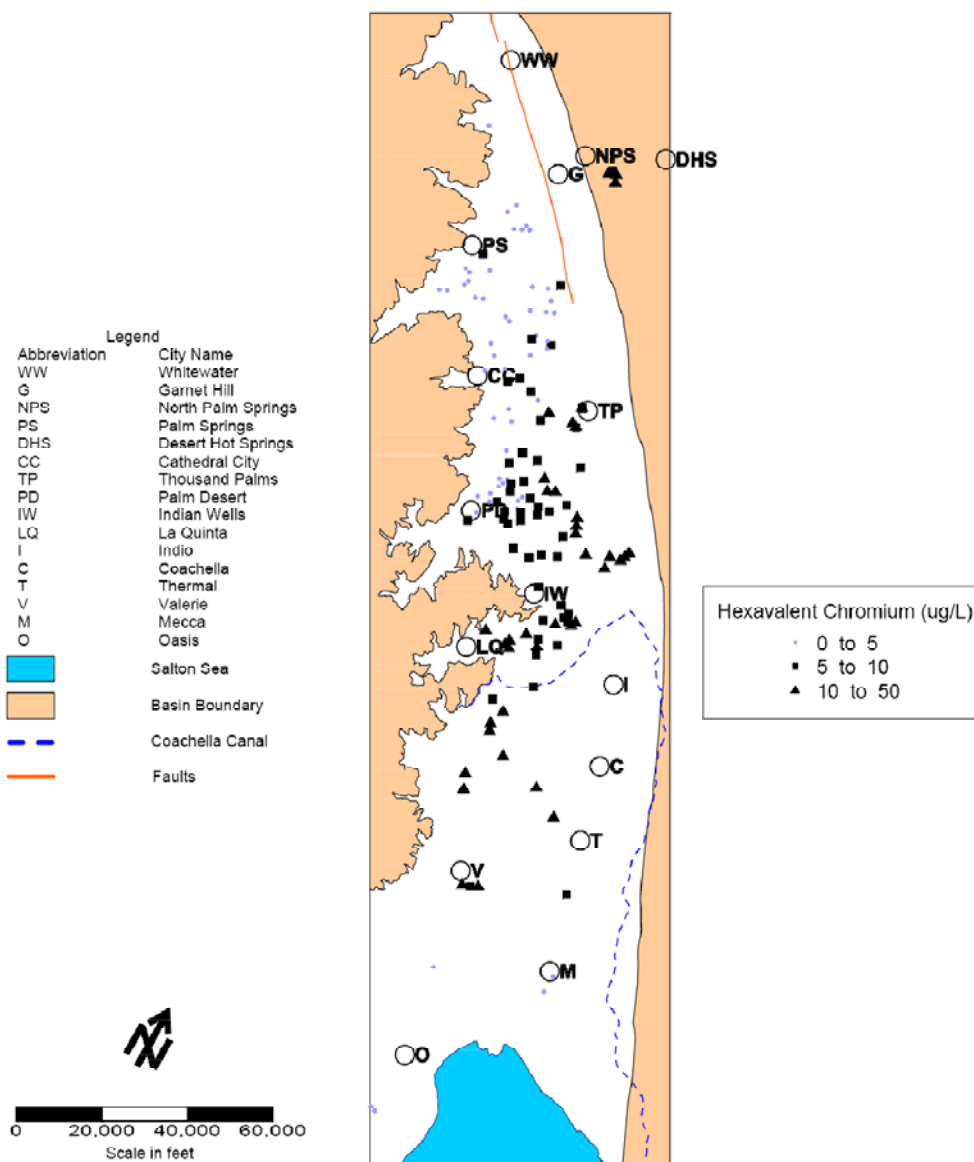 WW
NPS
DHS
G
PS
CC
TP
PD
IW
LQ
I
C
T
V
M
O
Legend
Abbreviation City Name
WW Whitewater
G Garnet Hill
NPS North Palm Springs
PS Palm Springs
DHS Desert Hot Springs
CC Cathedral City
TP Thousand Palms
PD Palm Desert
IW Indian Wells
LQ La Quinta
I Indio
C Coachella
T Thermal
V Valerie
M Mecca
O Oasis
Salton Sea
Basin Boundary
Coachella Canal
Faults
Hexavalent Chromium (ug/L)
0 to 5
5 to 10
10 to 50
N
0 20,000 40,000 60,000
Scale in feet